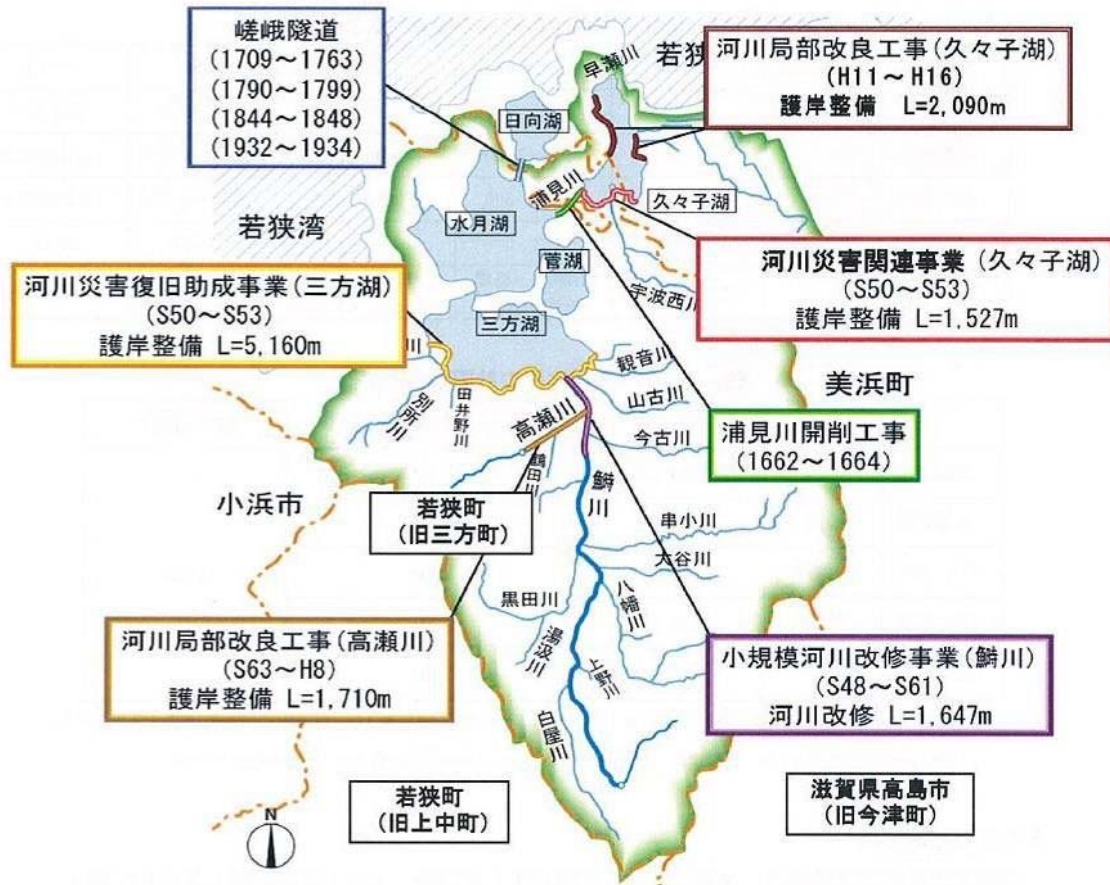 嵯峨隧道
(1709～1763)
(1790～1799)
(1844～1848)
(1932～1934)
若狭
早瀬川
河川局部改良工事(久々子湖)
(H11～H16)
護岸整備 L=2,090m
日向湖
浦見川
久々子湖
水月湖
若狭湾
菅湖
河川災害関連事業 (久々子湖)
(S50～S53)
護岸整備 L=1,527m
宇波西川
河川災害復旧助成事業(三方湖)
(S50～S53)
護岸整備 L=5,160m
三方湖
川
観音川
山古川
美浜町
別所川
田井野川
高瀬川
今古川
浦見川開削工事
(1662～1664)
鶴田川
鰣川
小浜市
若狭町
(旧三方町)
串小川
大谷川
黒田川
八幡川
湯汲川
上野川
河川局部改良工事(高瀬川)
(S63～H8)
護岸整備 L=1,710m
小規模河川改修事業(鰣川)
(S48～S61)
河川改修 L=1,647m
白屋川
若狭町
(旧上中町)
滋賀県高島市
(旧今津町)
N